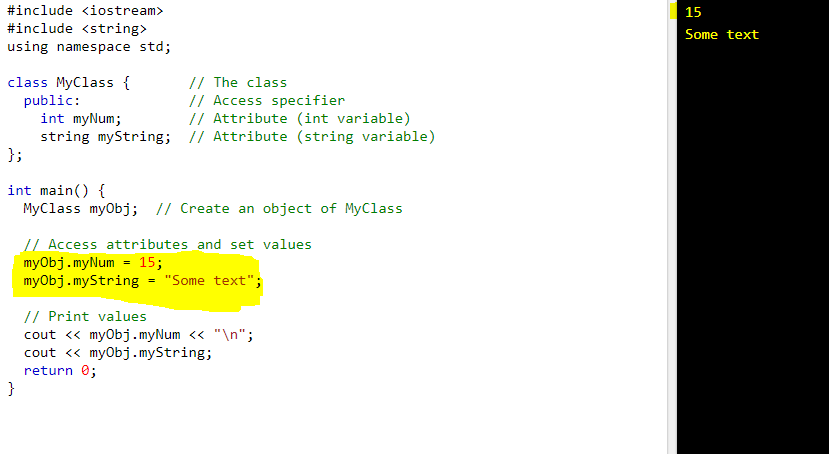 #include <iostream>
#include <string>
using namespace std;
class MyClass {       // The class
  public:             // Access specifier
    int myNum;        // Attribute (int variable)
    string myString;  // Attribute (string variable)
};
int main() {
  MyClass myObj;  // Create an object of MyClass
  // Access attributes and set values
  myObj.myNum = 15;
  myObj.myString = "Some text";
  // Print values
  cout << myObj.myNum << "\n";
  cout << myObj.myString;
  return 0;
}
15
Some text